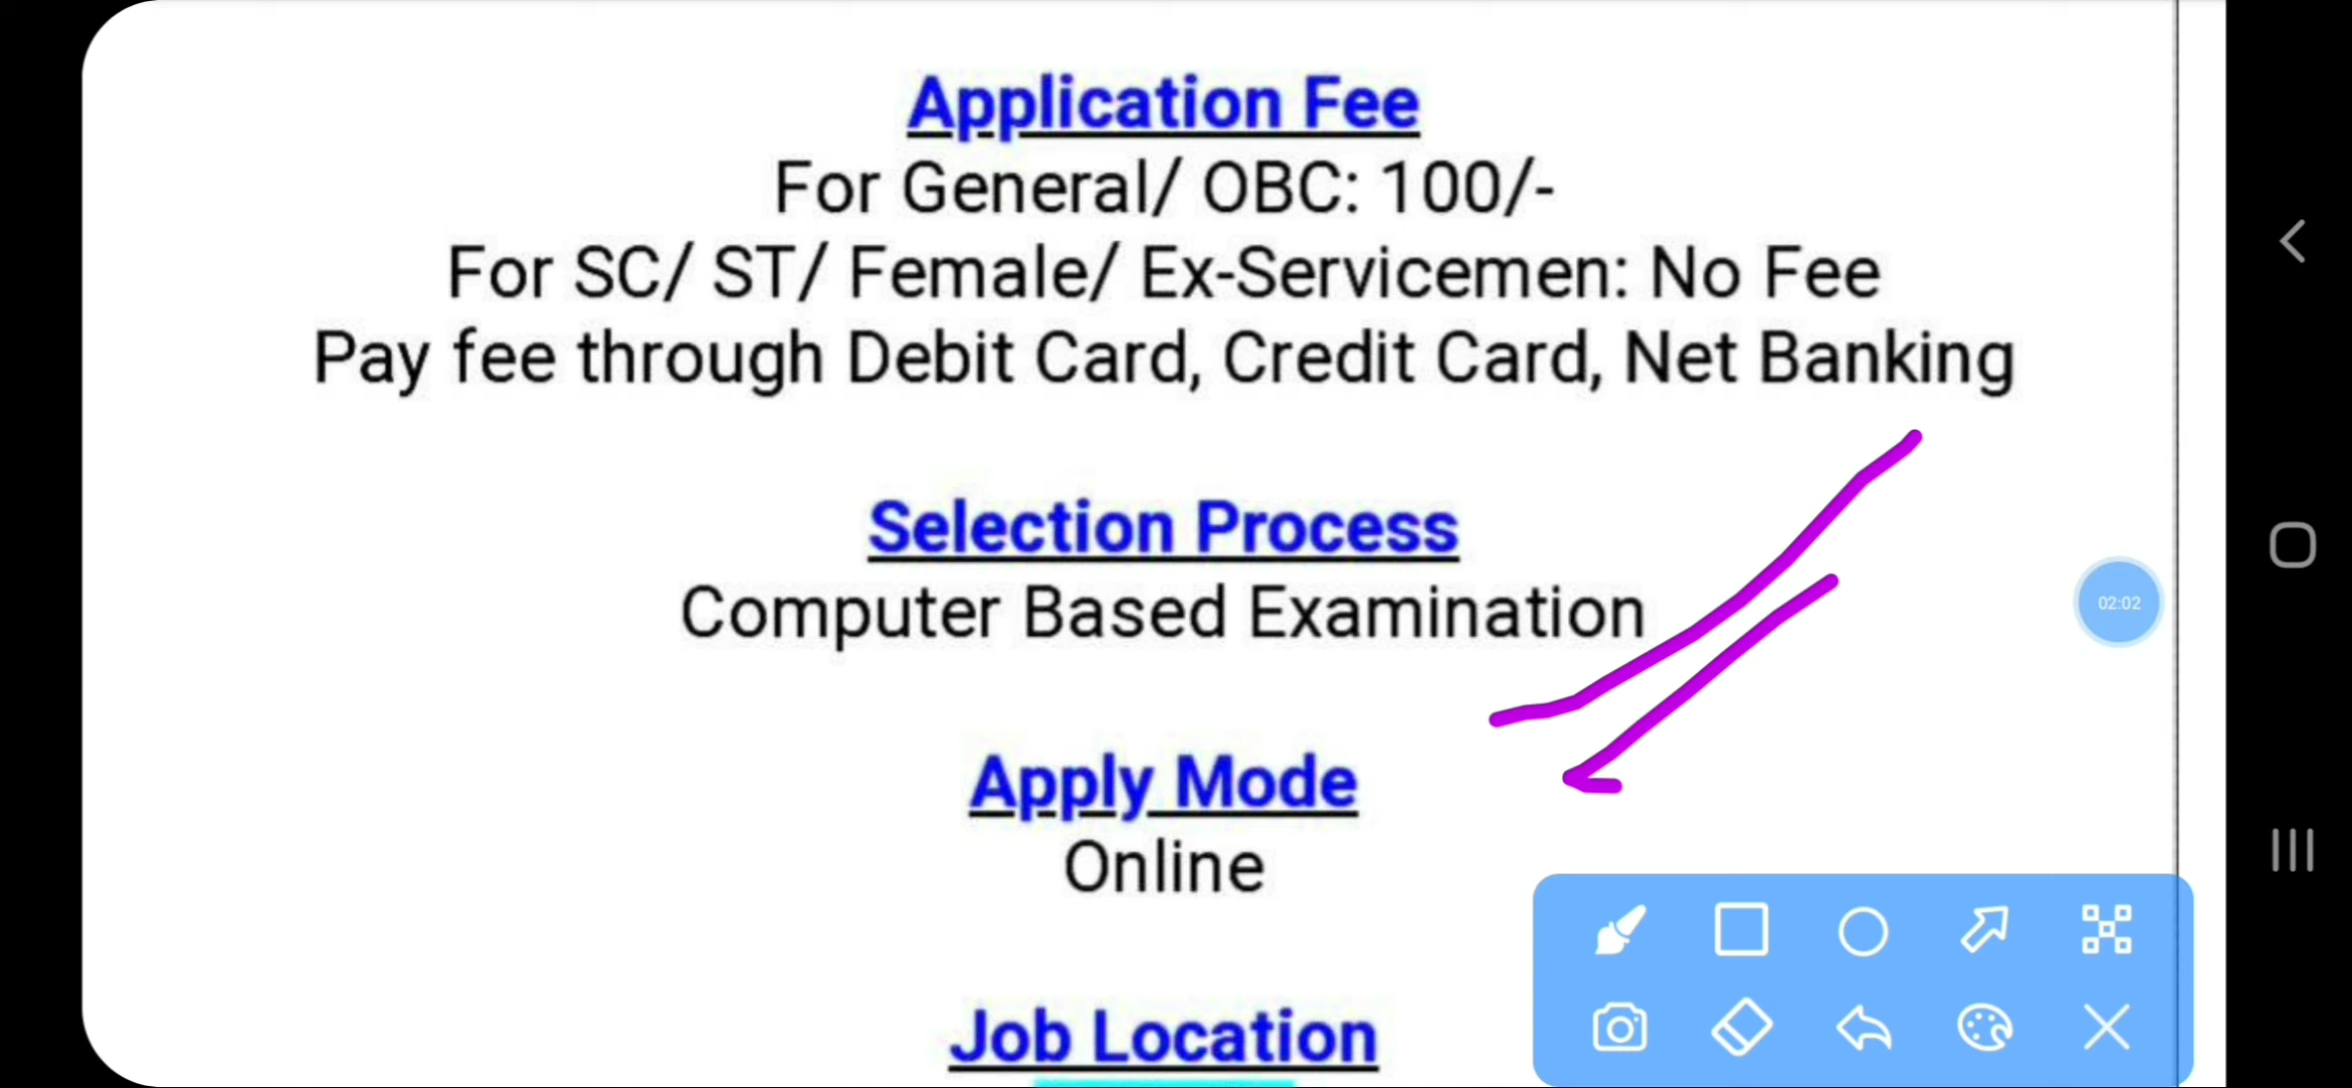 Application Fee
For General/ OBC: 100/-
For SC/ ST/ Female/ Ex-Servicemen: No Fee
Pay fee through Debit Card, Credit Card, Net Banking
Selection Process
Computer Based Examination
02:02
Apply Mode
Online
Job Location